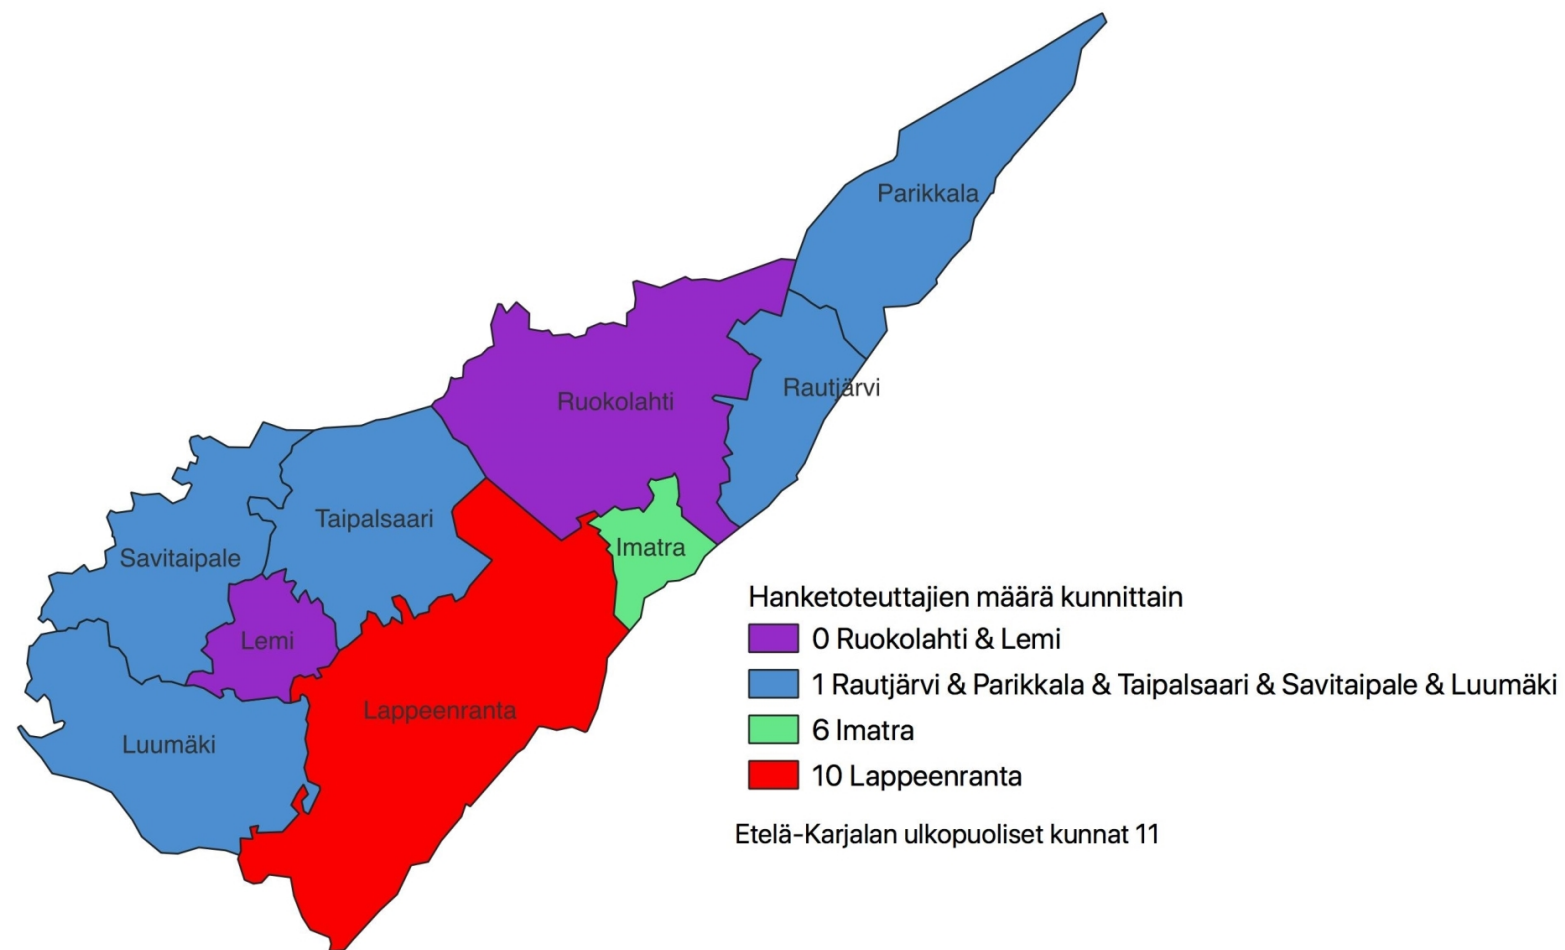 Parikkala
Rautjärvi
Ruokolahti
Taipalsaari
Imatra
Savitaipale
Lemi
Lappeenranta
Luumäki
Hanketoteuttajien määrä kunnittain
0 Ruokolahti & Lemi
1 Rautjärvi & Parikkala & Taipalsaari & Savitaipale & Luumäki
6 Imatra
10 Lappeenranta
Etelä-Karjalan ulkopuoliset kunnat 11